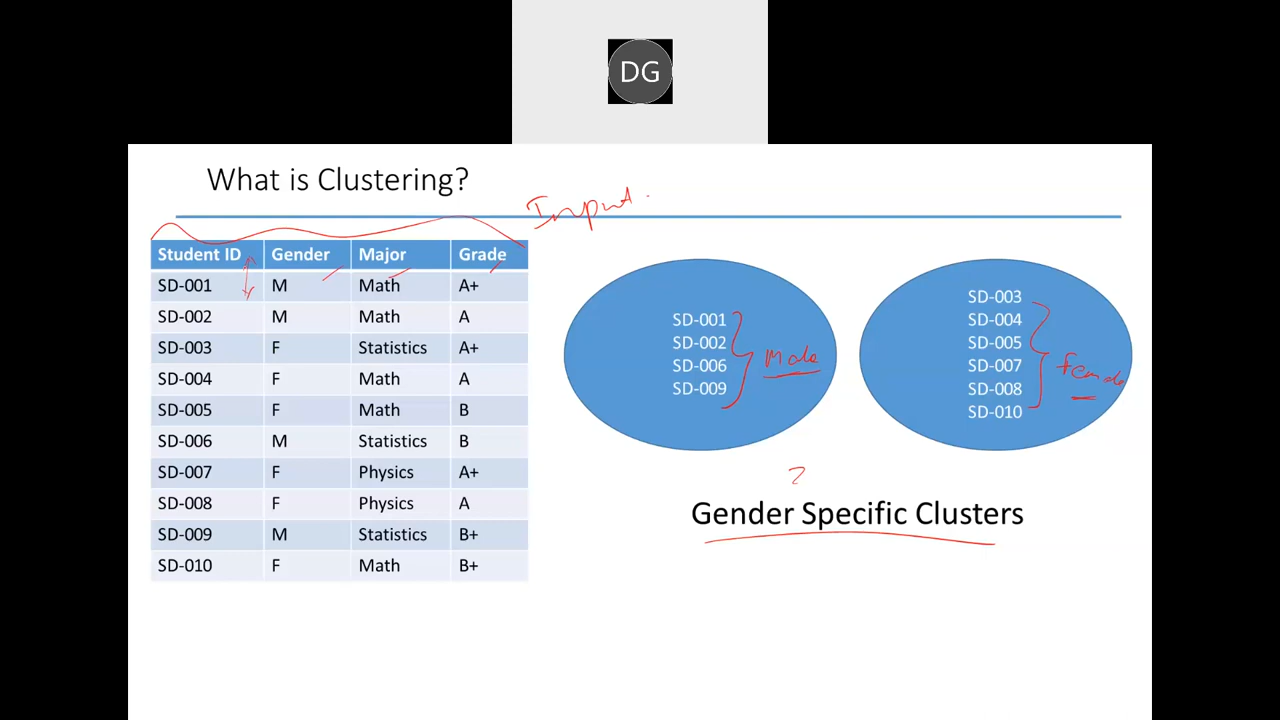 DG
What is Clustering?
Input.
Student ID Gender Major Grade
SD-001 M Math A+
SD-002 M Math A
SD-003 F Statistics A+
SD-004 F Math A
SD-005 F Math B
SD-006 M Statistics B
SD-007 F Physics A+
SD-008 F Physics A
SD-009 M Statistics B+
SD-010 F Math B+
SD-001
SD-002
SD-006
SD-009
Male
SD-003
SD-004
SD-005
SD-007
SD-008
SD-010
Female
2
Gender Specific Clusters